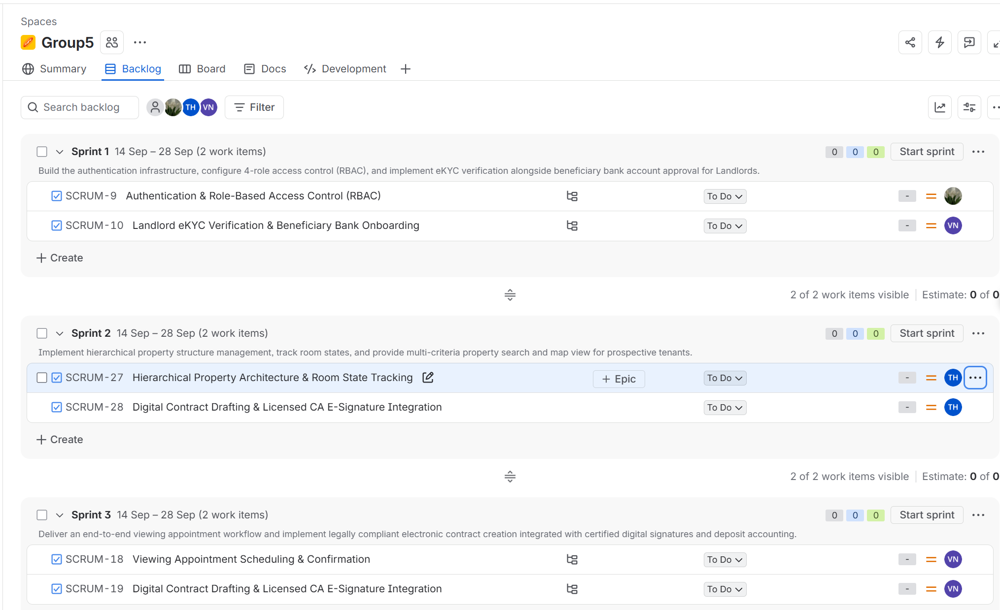 Spaces
Group5
Summary Backlog Board Docs Development
Search backlog TH VN Filter
Sprint 1 14 Sep – 28 Sep (2 work items) 0 0 0 Start sprint
Build the authentication infrastructure, configure 4-role access control (RBAC), and implement eKYC verification alongside beneficiary bank account approval for Landlords.
SCRUM-9 Authentication & Role-Based Access Control (RBAC) To Do -
SCRUM-10 Landlord eKYC Verification & Beneficiary Bank Onboarding To Do - VN
+ Create
2 of 2 work items visible Estimate: 0 of 0
Sprint 2 14 Sep – 28 Sep (2 work items) 0 0 0 Start sprint
Implement hierarchical property structure management, track room states, and provide multi-criteria property search and map view for prospective tenants.
SCRUM-27 Hierarchical Property Architecture & Room State Tracking + Epic To Do - TH
SCRUM-28 Digital Contract Drafting & Licensed CA E-Signature Integration To Do - TH
+ Create
2 of 2 work items visible Estimate: 0 of 0
Sprint 3 14 Sep – 28 Sep (2 work items) 0 0 0 Start sprint
Deliver an end-to-end viewing appointment workflow and implement legally compliant electronic contract creation integrated with certified digital signatures and deposit accounting.
SCRUM-18 Viewing Appointment Scheduling & Confirmation To Do - VN
SCRUM-19 Digital Contract Drafting & Licensed CA E-Signature Integration To Do - VN